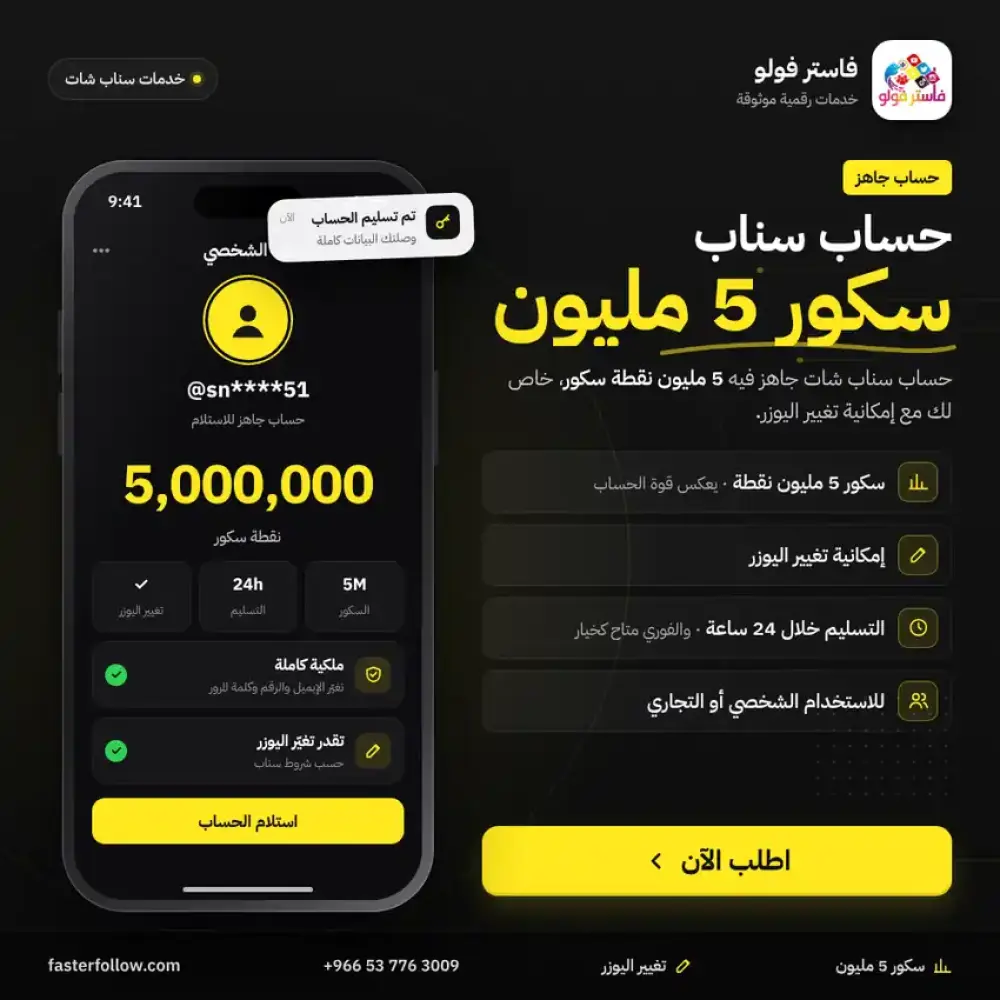 فاستر فولو
خدمات رقمية موثوقة
فاستر فولو
خدمات سناب شات
حساب جاهز
حساب سناب
سكور 5 مليون
حساب سناب شات جاهز فيه 5 مليون نقطة سكور، خاص
لك مع إمكانية تغيير اليوزر.
سكور 5 مليون نقطة · يعكس قوة الحساب
إمكانية تغيير اليوزر
التسليم خلال 24 ساعة · والفوري متاح كخيار
للاستخدام الشخصي أو التجاري
اطلب الآن
9:41
تم تسليم الحساب
الآن
وصلتك البيانات كاملة
الشخصي
@sn****51
حساب جاهز للاستلام
5,000,000
نقطة سكور
5M
السكور
24h
التسليم
تغيير اليوزر
ملكية كاملة
تغيّر الإيميل والرقم وكلمة المرور
تقدر تغيّر اليوزر
حسب شروط سناب
استلام الحساب
سكور 5 مليون
تغيير اليوزر
+966 53 776 3009
fasterfollow.com